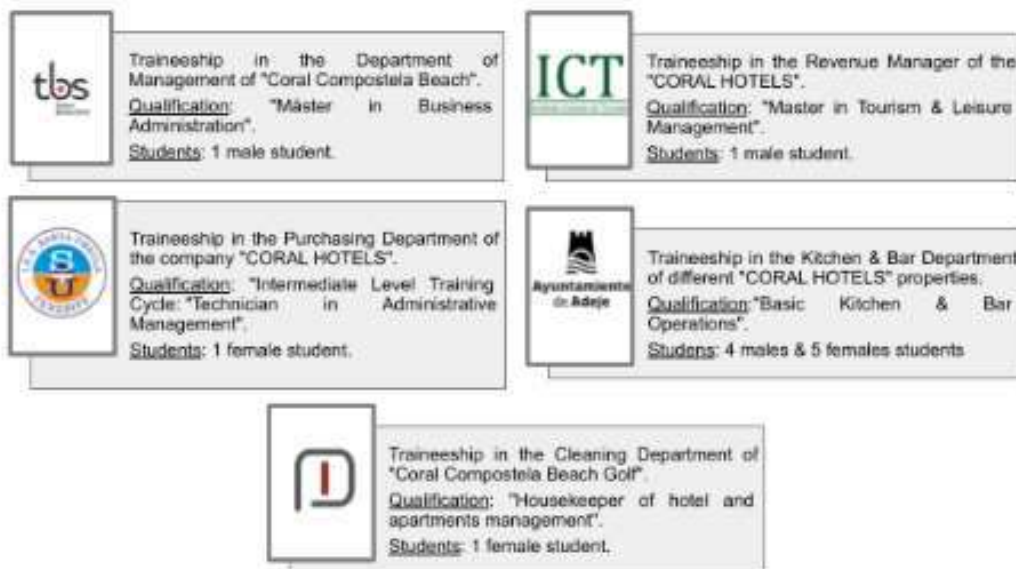 tbs
Traineeship in the Department of
Management of "Coral Compostela Beach".
Qualification: "Máster in Business
Administration".
Students: 1 male student.
ICT
Traineeship in the Revenue Manager of the
"CORAL HOTELS".
Qualification: "Master in Tourism & Leisure
Management".
Students: 1 male student.
SU
Traineeship in the Purchasing Department of
the company "CORAL HOTELS".
Qualification: "Intermediate Level Training
Cycle: "Technician in Administrative
Management".
Students: 1 female student.
Ayuntamiento
de Adeje
Traineeship in the Kitchen & Bar Department
of different "CORAL HOTELS" properties.
Qualification:"Basic Kitchen & Bar
Operations".
Studens: 4 males & 5 females students
Traineeship in the Cleaning Department of
"Coral Compostela Beach Golf".
Qualification: "Housekeeper of hotel and
apartments management".
Students: 1 female student.